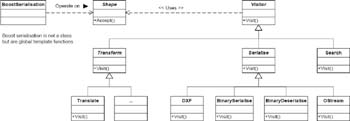 BoostSerialisation
Operate on
Shape
+Accept()
<< Uses >>
Visitor
+Visit()
Boost serialisation is not a class
but are global template functions
Transform
+Visit()
Serialise
+Visit()
Search
+Visit()
Translate
+Visit()
...
+Visit()
DXF
+Visit()
BinarySerialise
+Visit()
BinaryDeserialise
+Visit()
OStream
+Visit()